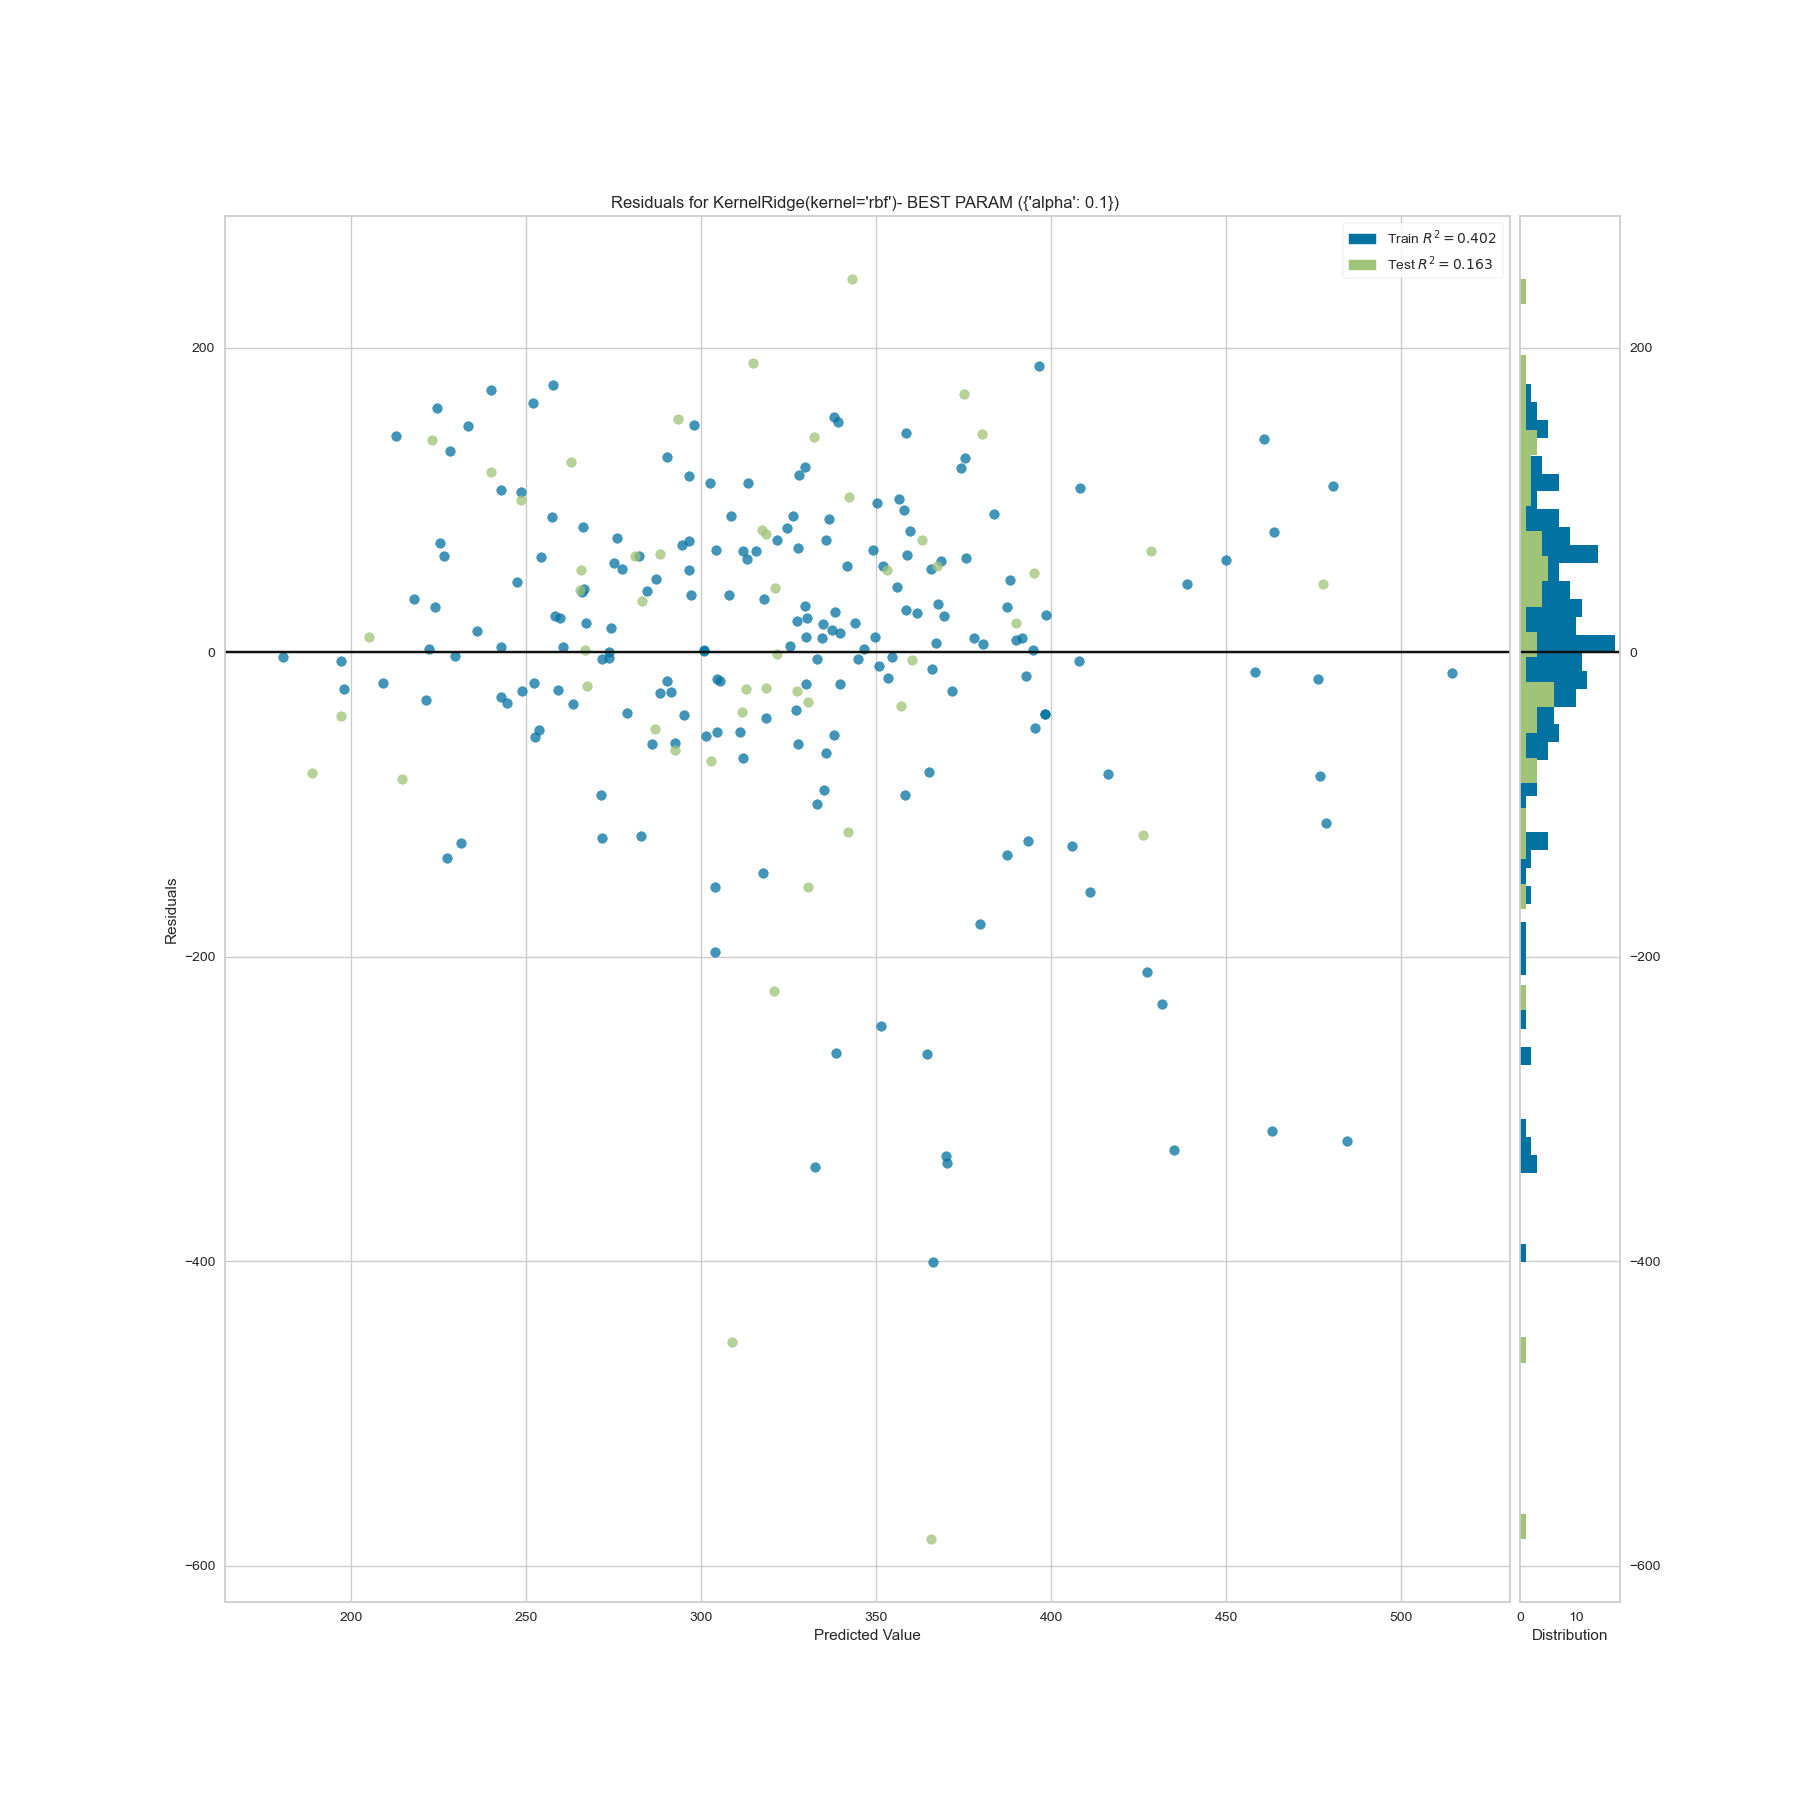 Residuals for KernelRidge(kernel='rbf')- BEST PARAM ({'alpha': 0.1})
Train R² = 0.402
Test R² = 0.163
200
0
−200
−400
−600
Residuals
200
0
−200
−400
−600
200 250 300 350 400 450 500
Predicted Value
0 10
Distribution